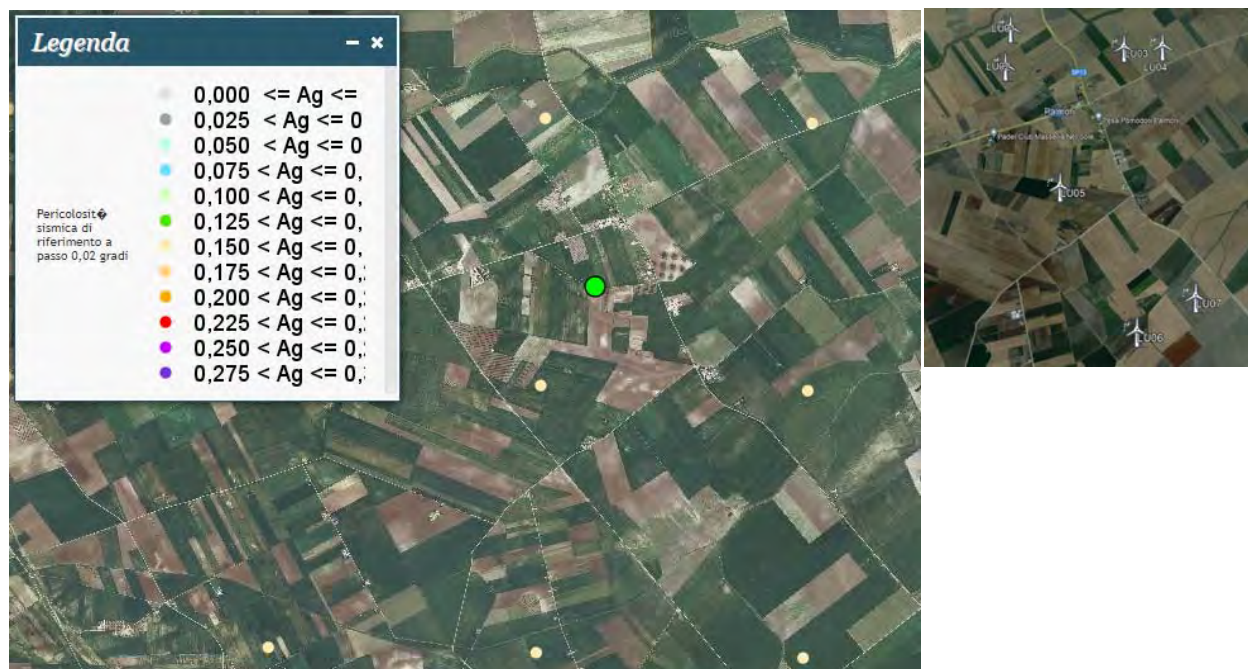 Legenda
0,000 <= Ag <=
0,025 < Ag <= 0
0,050 < Ag <= 0
0,075 < Ag <= 0,
0,100 < Ag <= 0,
0,125 < Ag <= 0,
0,150 < Ag <= 0,
0,175 < Ag <= 0,
0,200 < Ag <= 0,
0,225 < Ag <= 0,
0,250 < Ag <= 0,
0,275 < Ag <= 0,
Pericolosit�
sismica di
riferimento a
passo 0,02 gradi
LU03
LU04
SP13
LU05
LU07
LU06